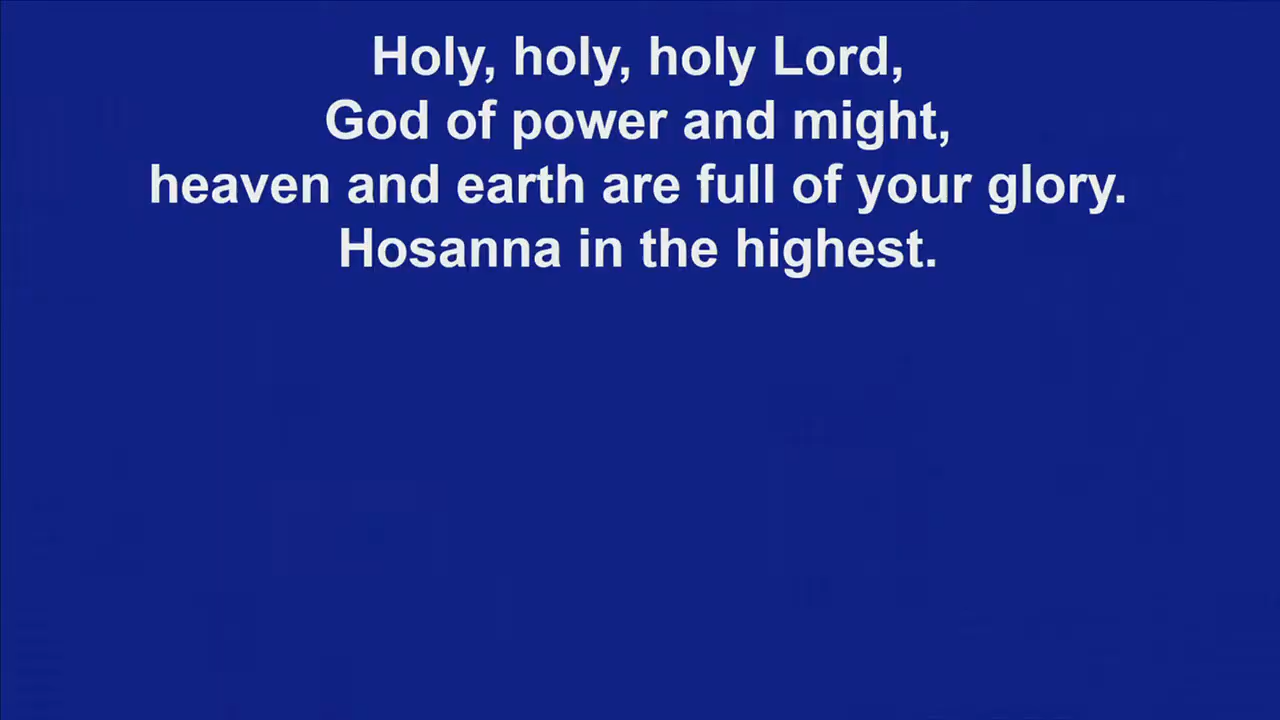 Holy, holy, holy Lord,
God of power and might,
heaven and earth are full of your glory.
Hosanna in the highest.